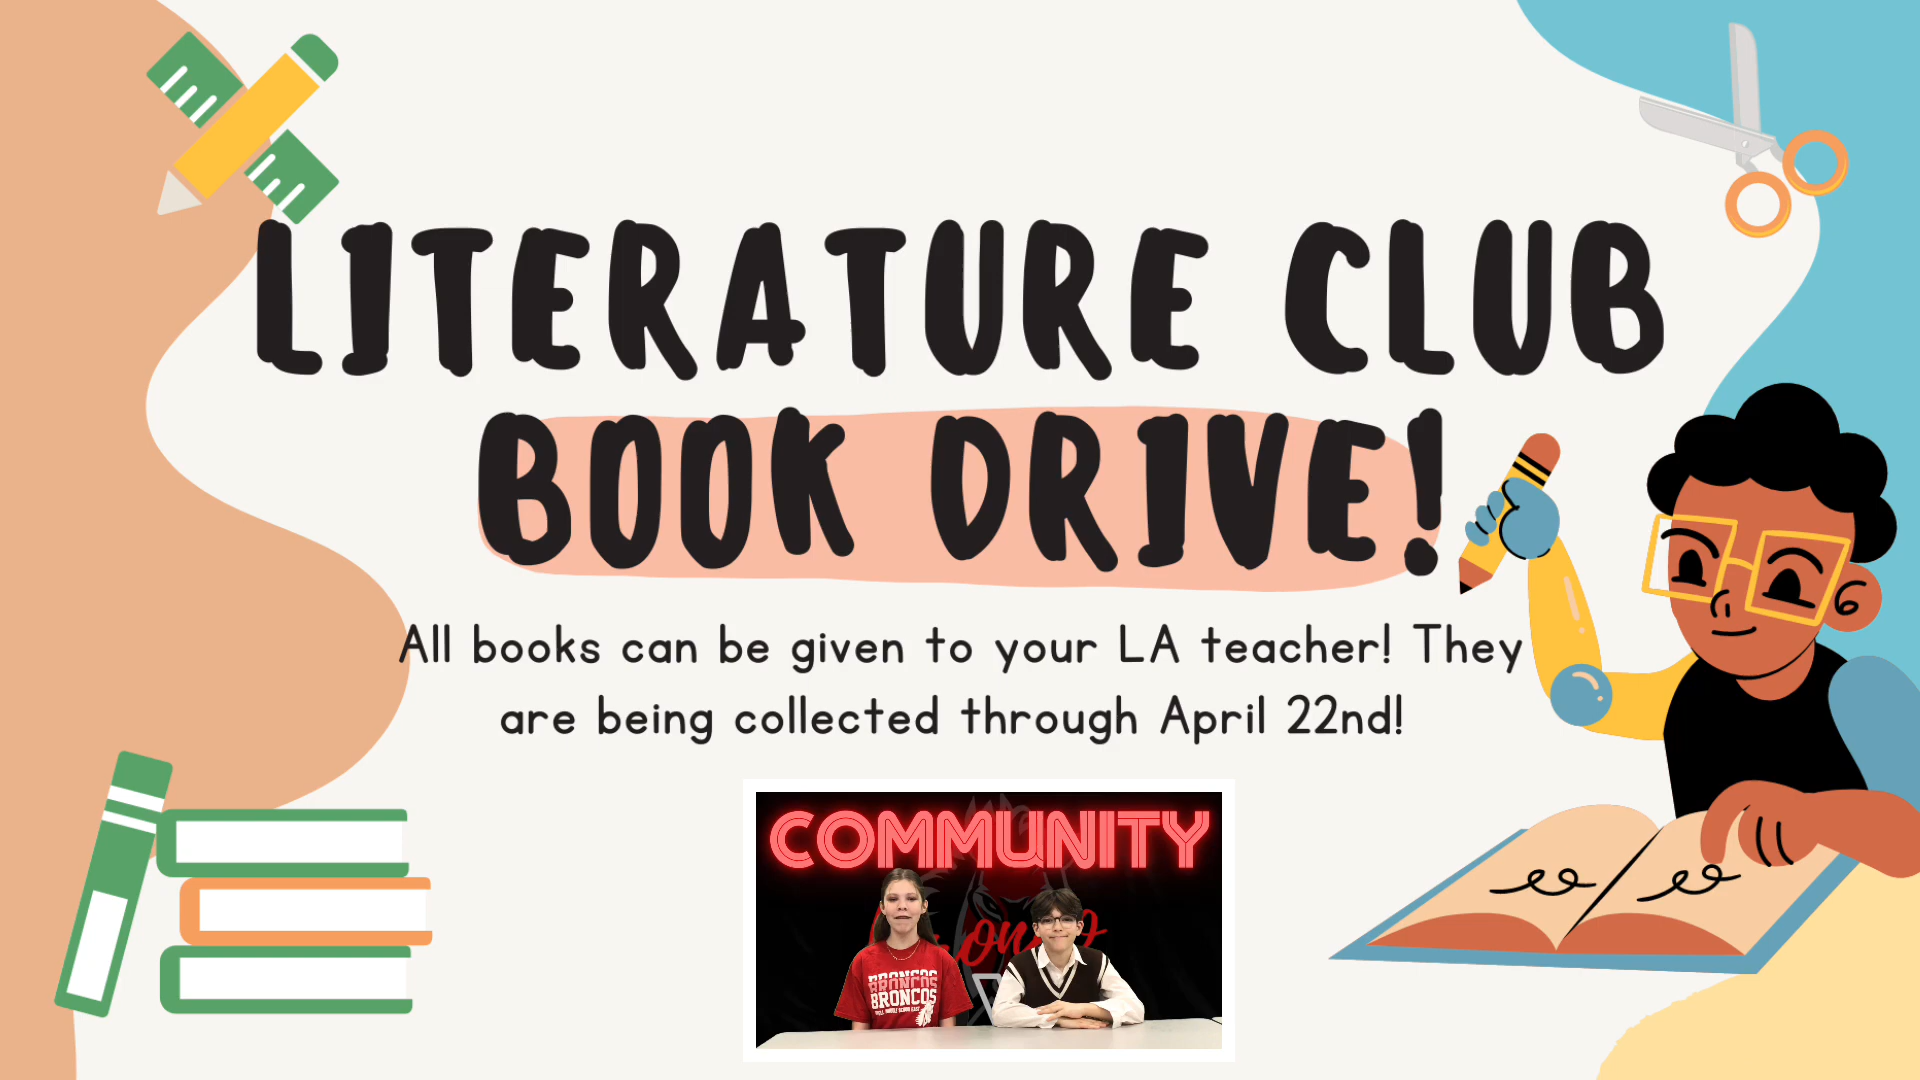 LITERATURE CLUB
BOOK DRIVE!
All books can be given to your LA teacher! They
are being collected through April 22nd!
COMMUNITY
BRONCOS
BRONCOS